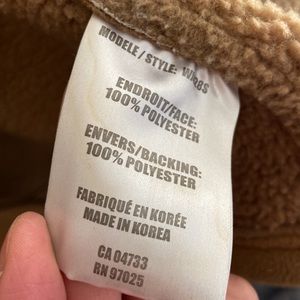 MODELE / STYLE: WJ38S
ENDROIT/FACE:
100% POLYESTER
ENVERS/BACKING:
100% POLYESTER
FABRIQUÉ EN KORÉE
MADE IN KOREA
CA 04733
RN 97025